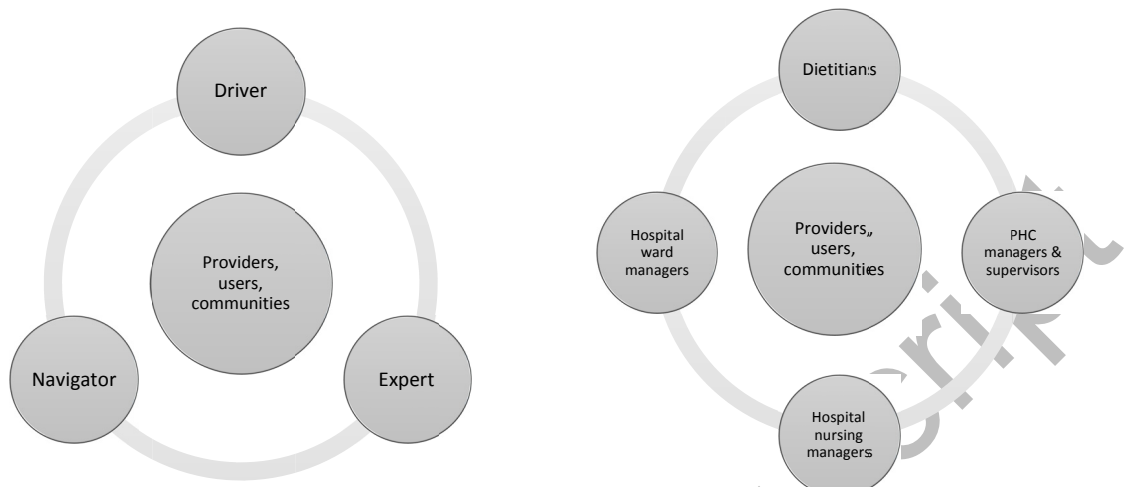 Driver
Providers,
users,
communities
Navigator
Expert
Dietitians
Hospital
ward
managers
Providers,
users,
communities
PHC
managers &
supervisors
Hospital
nursing
managers